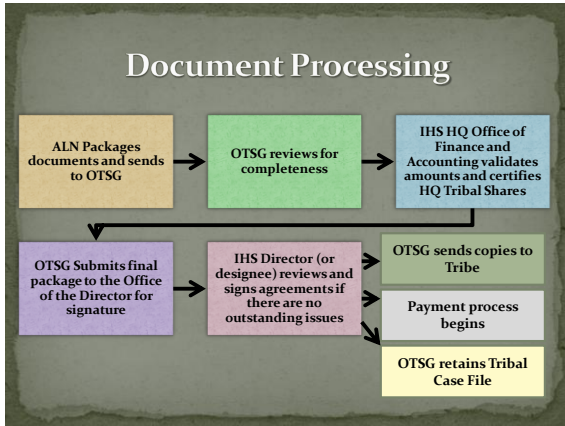 Document Processing
ALN Packages
documents and sends
to OTSG
OTSG reviews for
completeness
IHS HQ Office of
Finance and
Accounting validates
amounts and certifies
HQ Tribal Shares
OTSG Submits final
package to the Office
of the Director for
signature
IHS Director (or
designee) reviews and
signs agreements if
there are no
outstanding issues
OTSG sends copies to
Tribe
Payment process
begins
OTSG retains Tribal
Case File